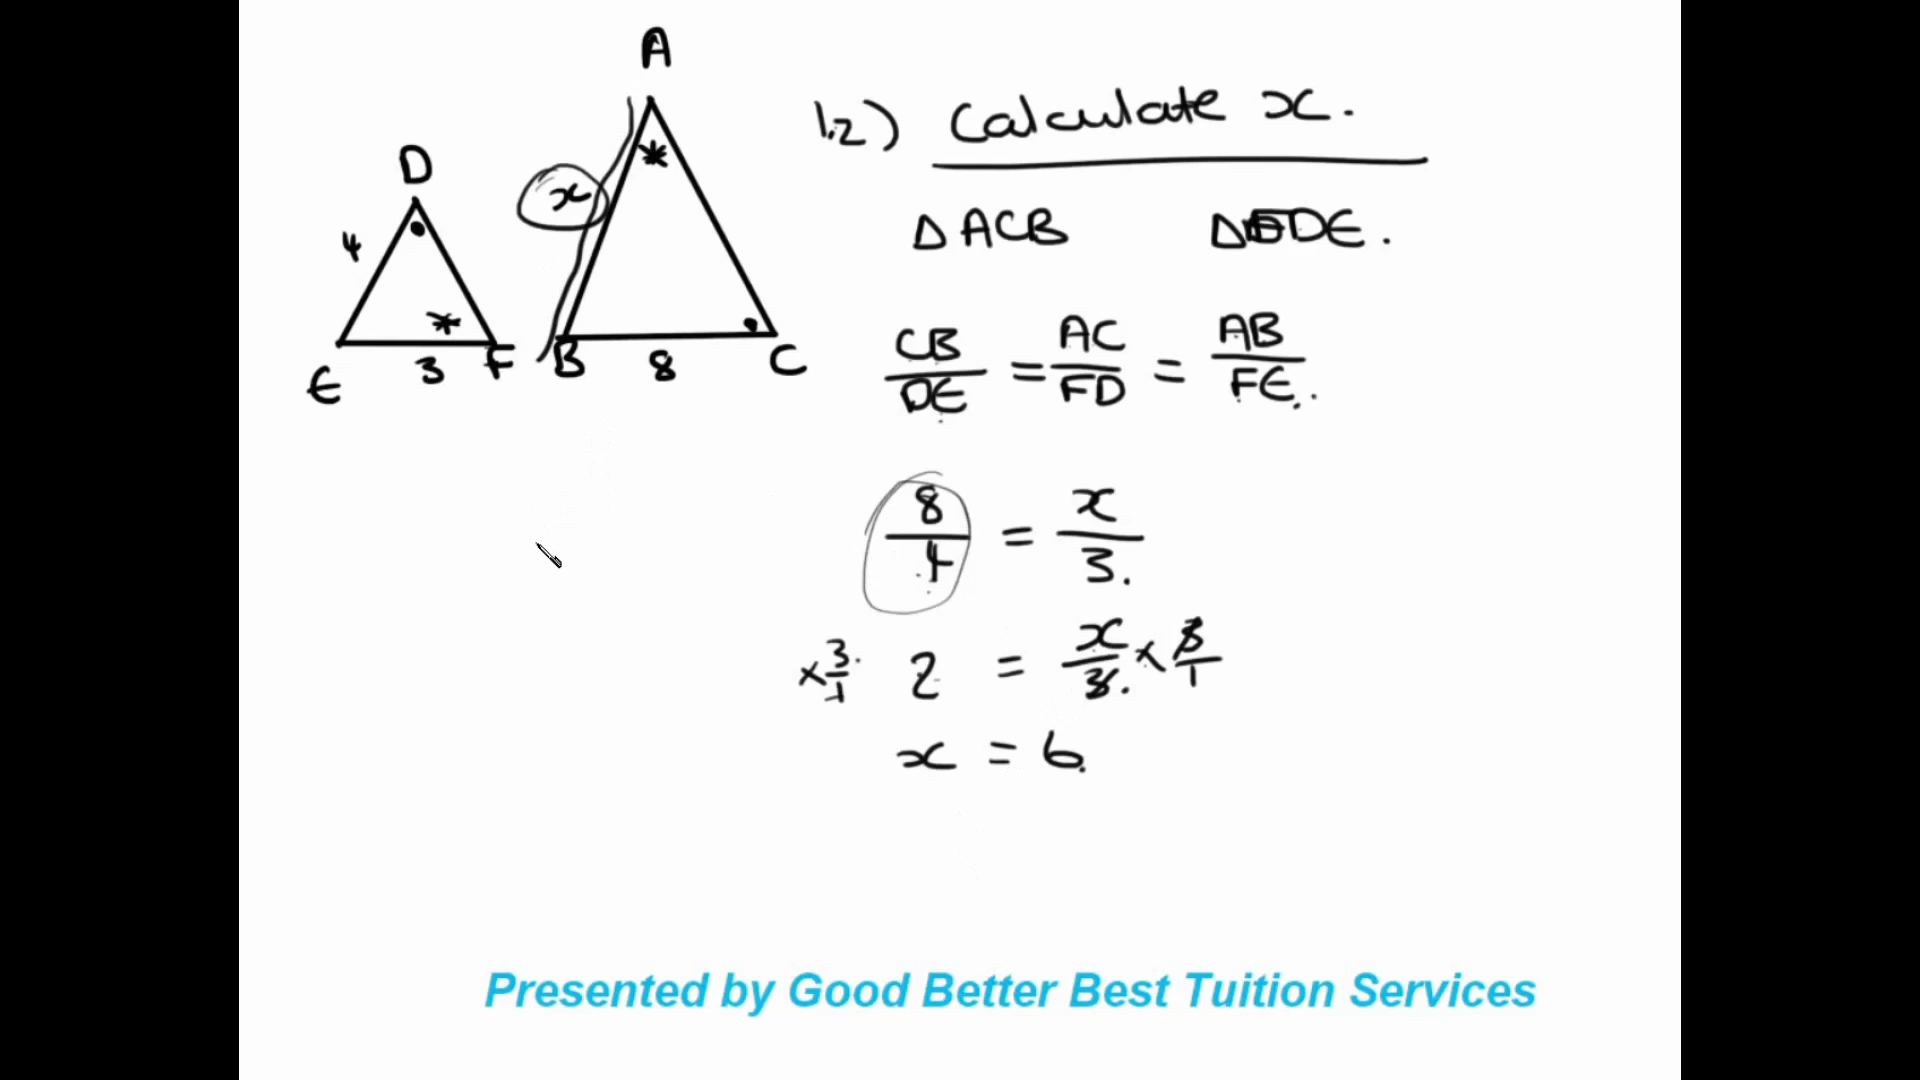 A
D
x
4
E
3
F
B
8
C
1.2) Calculate x.
ΔACB ΔFDE.
CB/DE = AC/FD = AB/FE.
8/4 = x/3.
×3/1 2 = x/3. × 3/1
x = 6.
Presented by Good Better Best Tuition Services